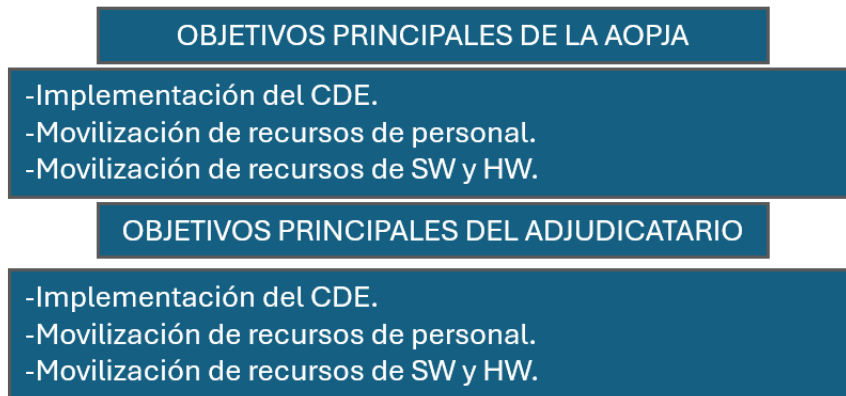 OBJETIVOS PRINCIPALES DE LA AOPJA
-Implementación del CDE.
-Movilización de recursos de personal.
-Movilización de recursos de SW y HW.
OBJETIVOS PRINCIPALES DEL ADJUDICATARIO
-Implementación del CDE.
-Movilización de recursos de personal.
-Movilización de recursos de SW y HW.